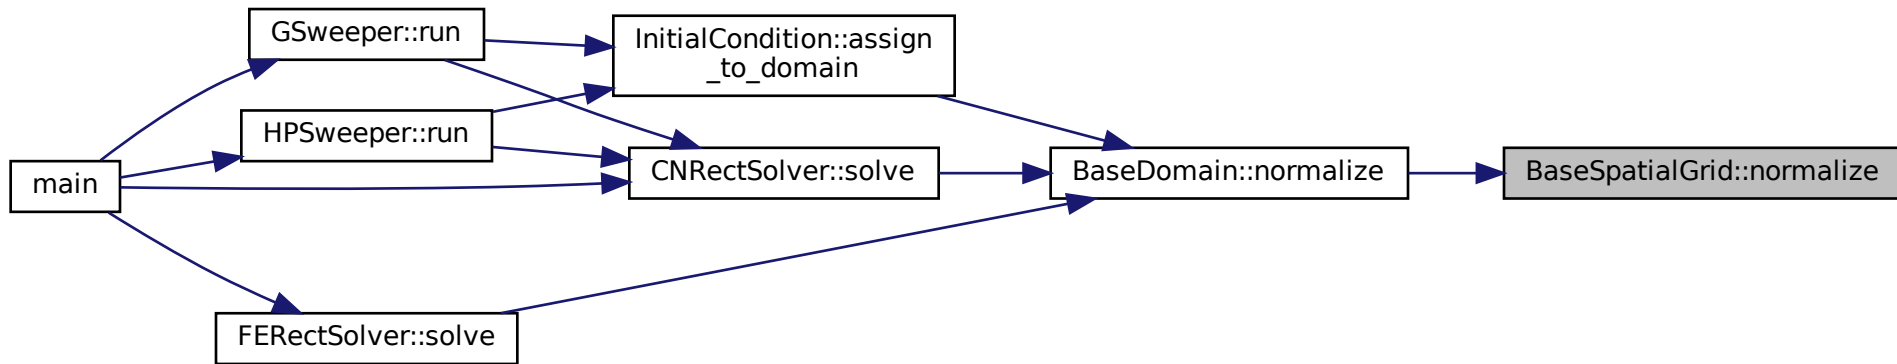 GSweeper::run
InitialCondition::assign
_to_domain
HPSweeper::run
main
CNRectSolver::solve
BaseDomain::normalize
BaseSpatialGrid::normalize
FERectSolver::solve